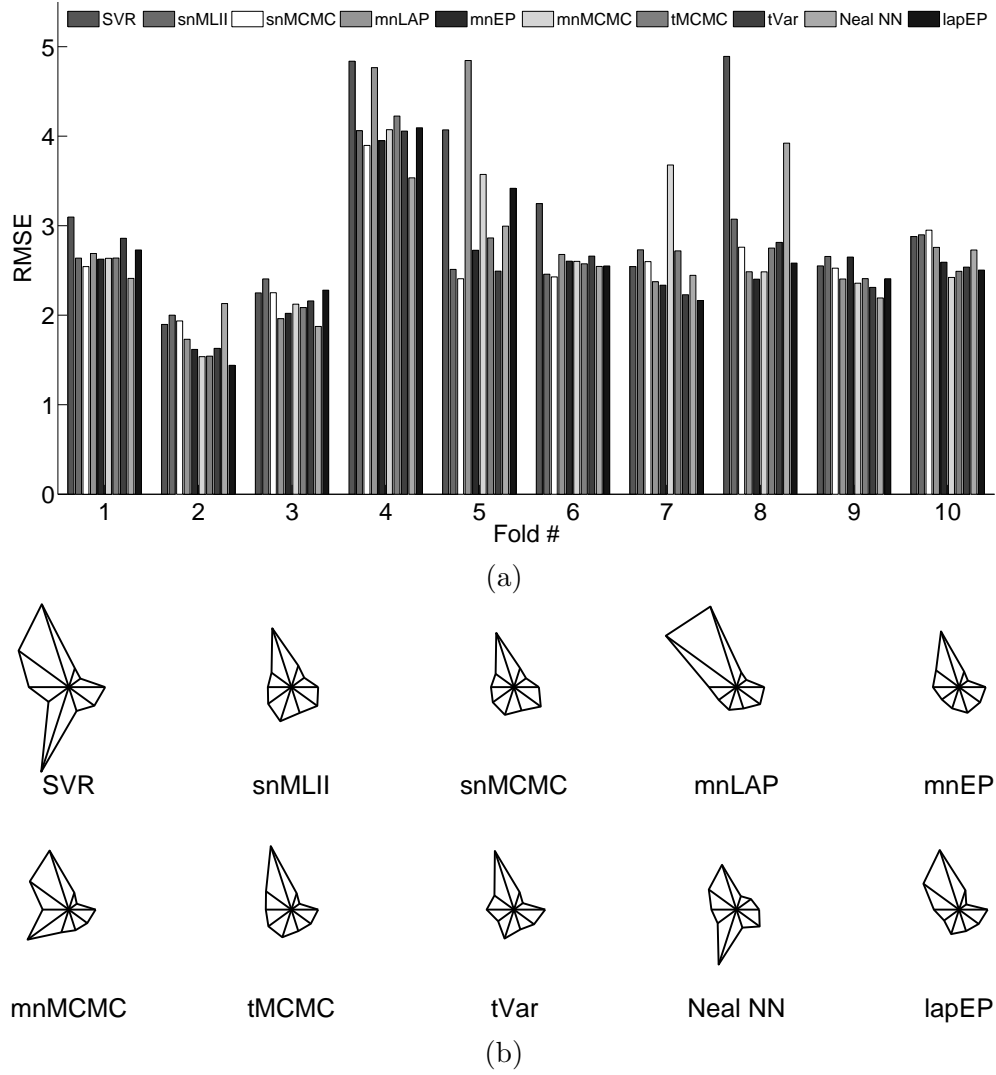 SVR snMLII snMCMC mnLAP mnEP mnMCMC tMCMC tVar Neal NN lapEP
5
4
3
2
1
0
RMSE
1 2 3 4 5 6 7 8 9 10
Fold #
(a)
SVR snMLII snMCMC mnLAP mnEP
mnMCMC tMCMC tVar Neal NN lapEP
(b)